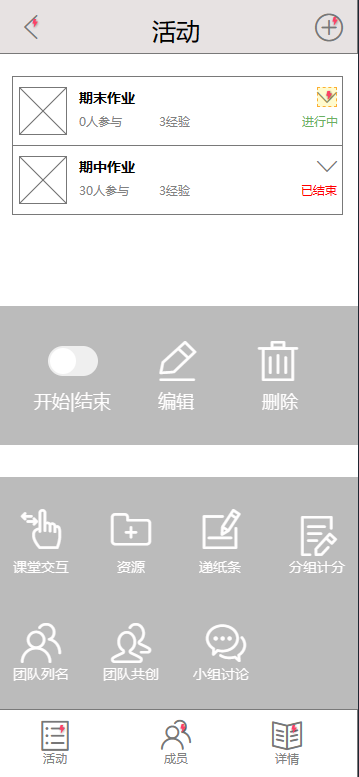 活动
期末作业
0人参与 3经验 进行中
期中作业
30人参与 3经验 已结束
开始|结束 编辑 删除
课堂交互 资源 递纸条 分组计分
团队列名 团队共创 小组讨论
活动 成员 详情